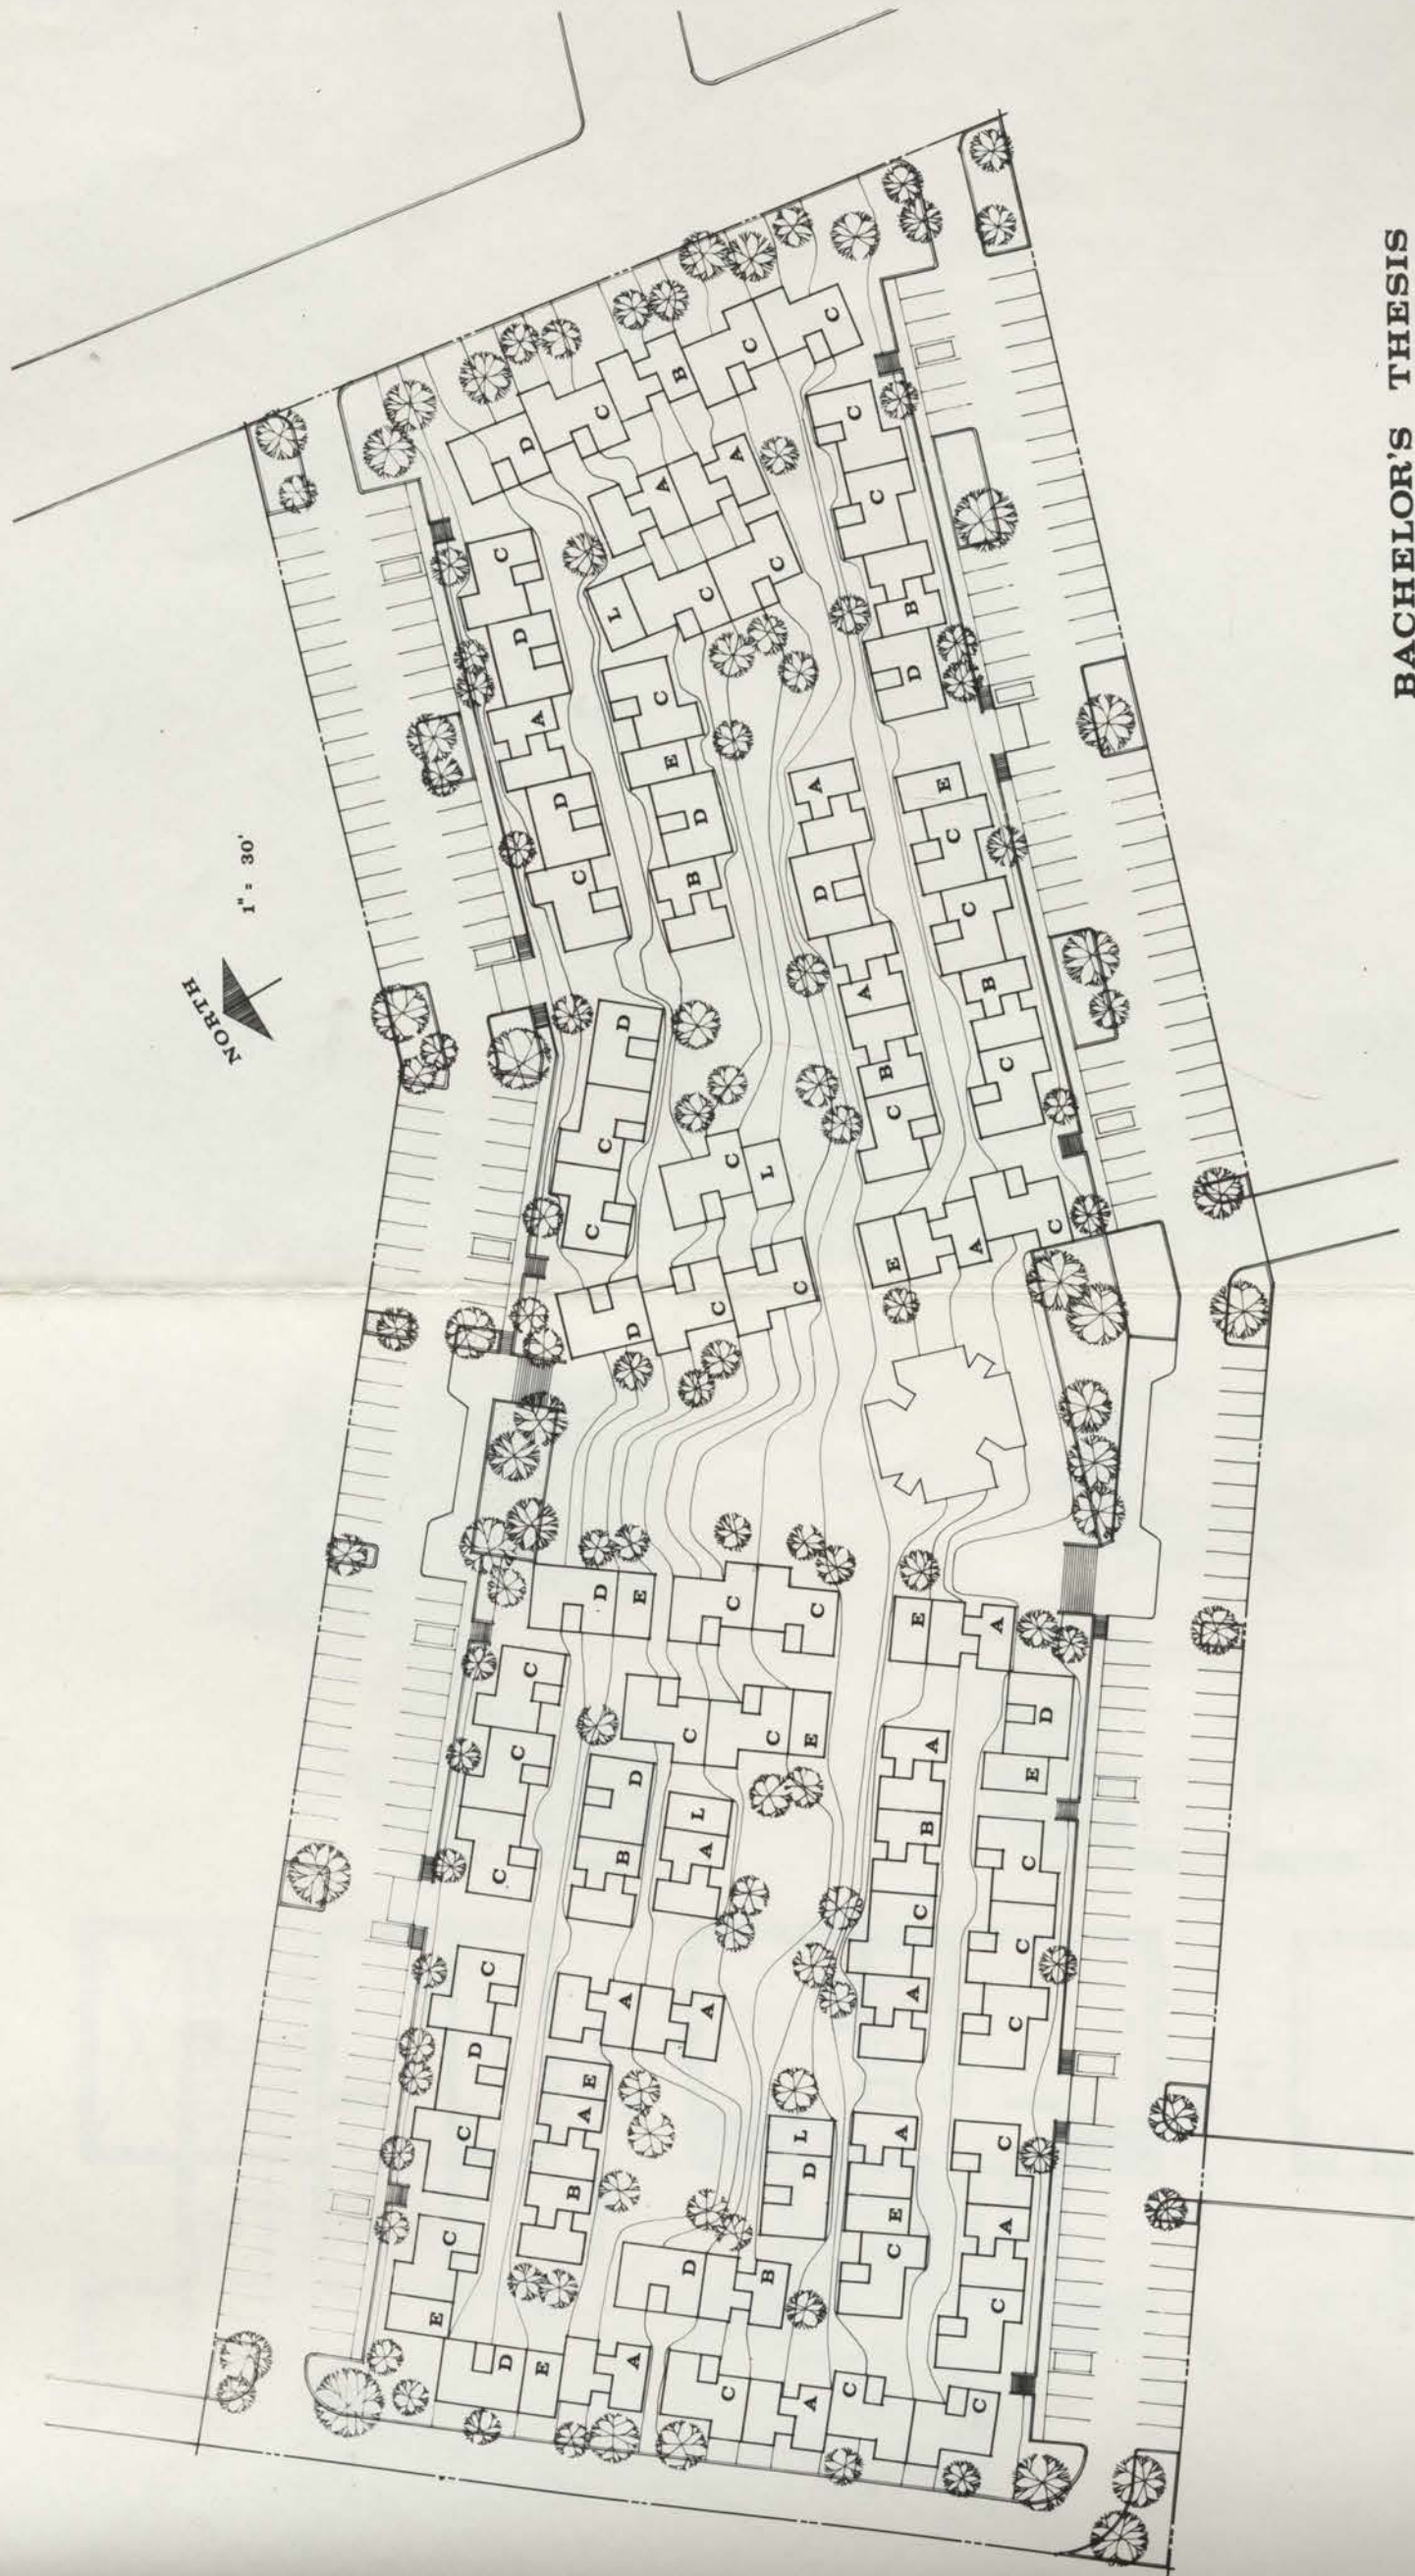 BACHELOR'S THESIS
NORTH
1" = 30'
D C B C C
A A
L C C
C C B D
C D A D C
C E D B
A D A B C
E C C B C
D C C
C L
D C C
E A C
D E
C C
E A
D E
C C C
C C E
D B
L A
A B C A
C C C
C D C
A A
E A B
L D
A E C
C A C
C E
D B
D E A
C A C C